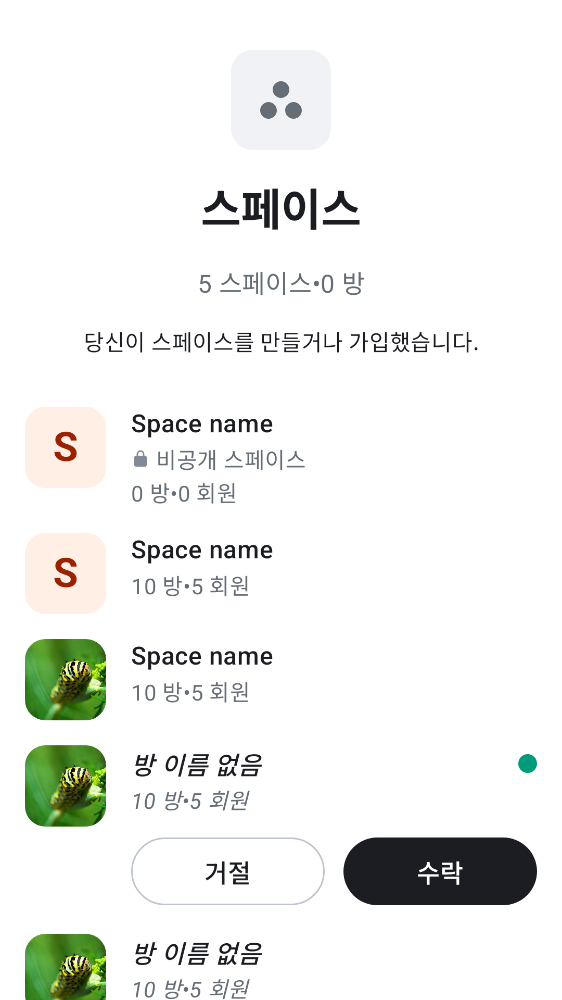 스페이스
5 스페이스•0 방
당신이 스페이스를 만들거나 가입했습니다.
S
Space name
비공개 스페이스
0 방•0 회원
S
Space name
10 방•5 회원
Space name
10 방•5 회원
방 이름 없음
10 방•5 회원
거절
수락
방 이름 없음
10 방•5 회원